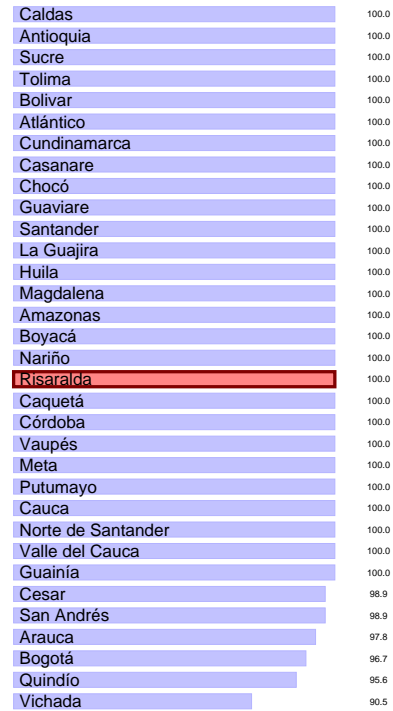 Caldas 100.0
Antioquia 100.0
Sucre 100.0
Tolima 100.0
Bolivar 100.0
Atlántico 100.0
Cundinamarca 100.0
Casanare 100.0
Chocó 100.0
Guaviare 100.0
Santander 100.0
La Guajira 100.0
Huila 100.0
Magdalena 100.0
Amazonas 100.0
Boyacá 100.0
Nariño 100.0
Risaralda 100.0
Caquetá 100.0
Córdoba 100.0
Vaupés 100.0
Meta 100.0
Putumayo 100.0
Cauca 100.0
Norte de Santander 100.0
Valle del Cauca 100.0
Guainía 100.0
Cesar 98.9
San Andrés 98.9
Arauca 97.8
Bogotá 96.7
Quindío 95.6
Vichada 90.5